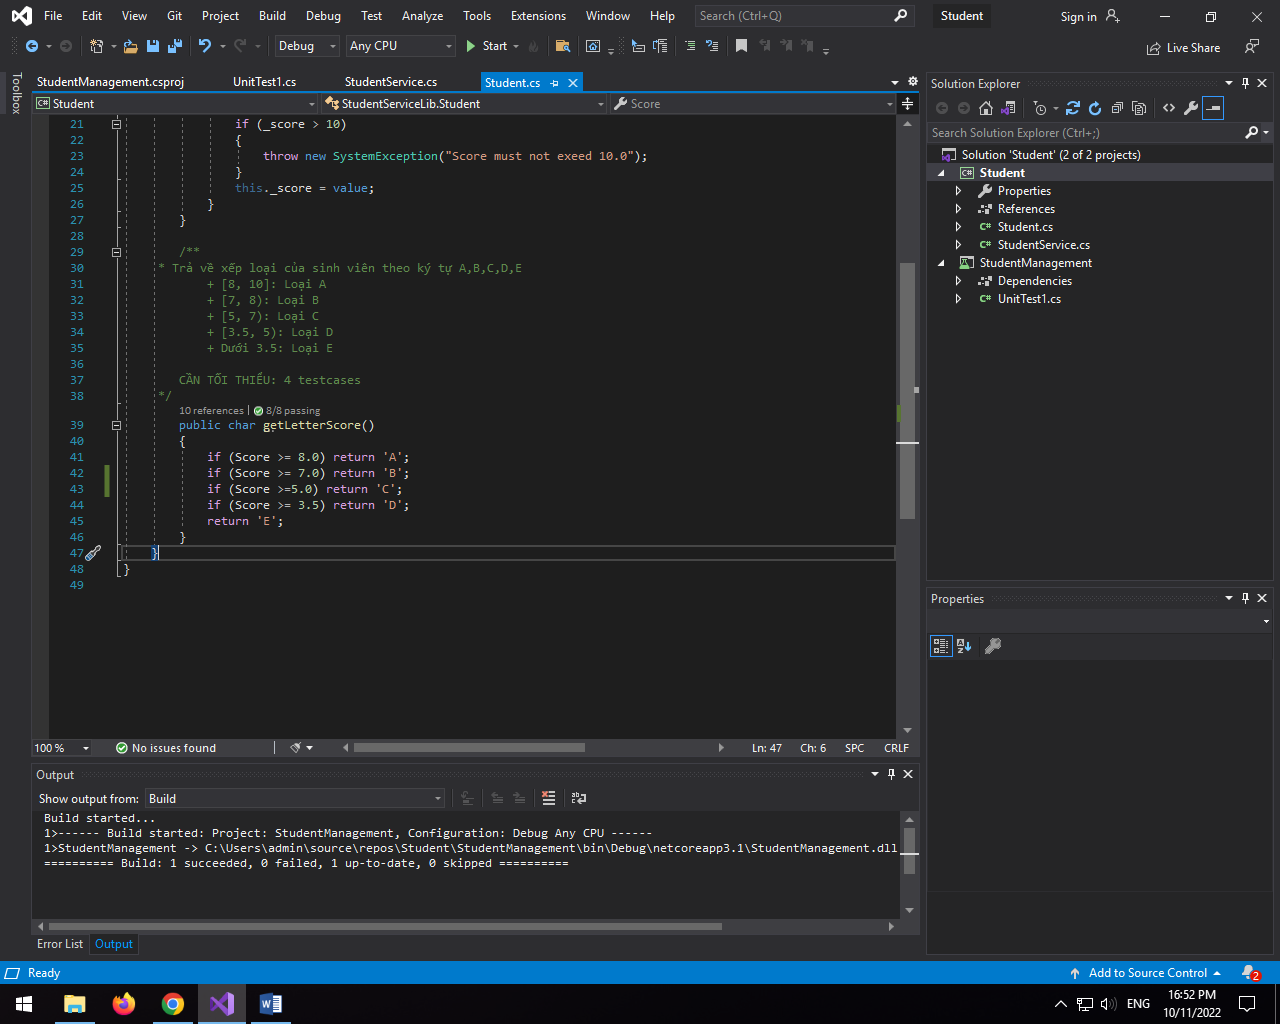 File Edit View Git Project Build Debug Test Analyze Tools Extensions Window Help Search (Ctrl+Q) Student Sign in
Debug Any CPU Start Live Share
Toolbox
StudentManagement.csproj UnitTest1.cs StudentService.cs Student.cs
C# Student StudentServiceLib.Student Score
21 if (_score > 10)
22 {
23 throw new SystemException("Score must not exeed 10.0");
24 }
25 this._score = value;
26 }
27 }
28
29 /**
30 * Trả về xếp loại của sinh viên theo ký tự A,B,C,D,E
31 + [8, 10]: Loại A
32 + [7, 8): Loại B
33 + [5, 7): Loại C
34 + [3.5, 5): Loại D
35 + Dưới 3.5: Loại E
36
37 CẦN TỐI THIỂU: 4 testcases
38 */
10 references | 8/8 passing
39 public char getLetterScore()
40 {
41 if (Score >= 8.0) return 'A';
42 if (Score >= 7.0) return 'B';
43 if (Score >=5.0) return 'C';
44 if (Score >= 3.5) return 'D';
45 return 'E';
46 }
47 }
48 }
49
100 % No issues found Ln: 47 Ch: 6 SPC CRLF
Output
Show output from: Build
Build started...
1>------ Build started: Project: StudentManagement, Configuration: Debug Any CPU ------
1>StudentManagement -> C:\Users\admin\source\repos\Student\StudentManagement\bin\Debug\netcoreapp3.1\StudentManagement.dll
========== Build: 1 succeeded, 0 failed, 1 up-to-date, 0 skipped ==========
Error List Output
Solution Explorer
Search Solution Explorer (Ctrl+;)
Solution 'Student' (2 of 2 projects)
C# Student
Properties
References
C# Student.cs
C# StudentService.cs
StudentManagement
Dependencies
C# UnitTest1.cs
Properties
Ready Add to Source Control 2
ENG 16:52 PM
10/11/2022